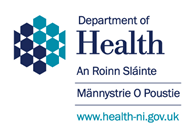 Department of
Health
An Roinn Sláinte
Männystrie O Poustie
www.health-ni.gov.uk